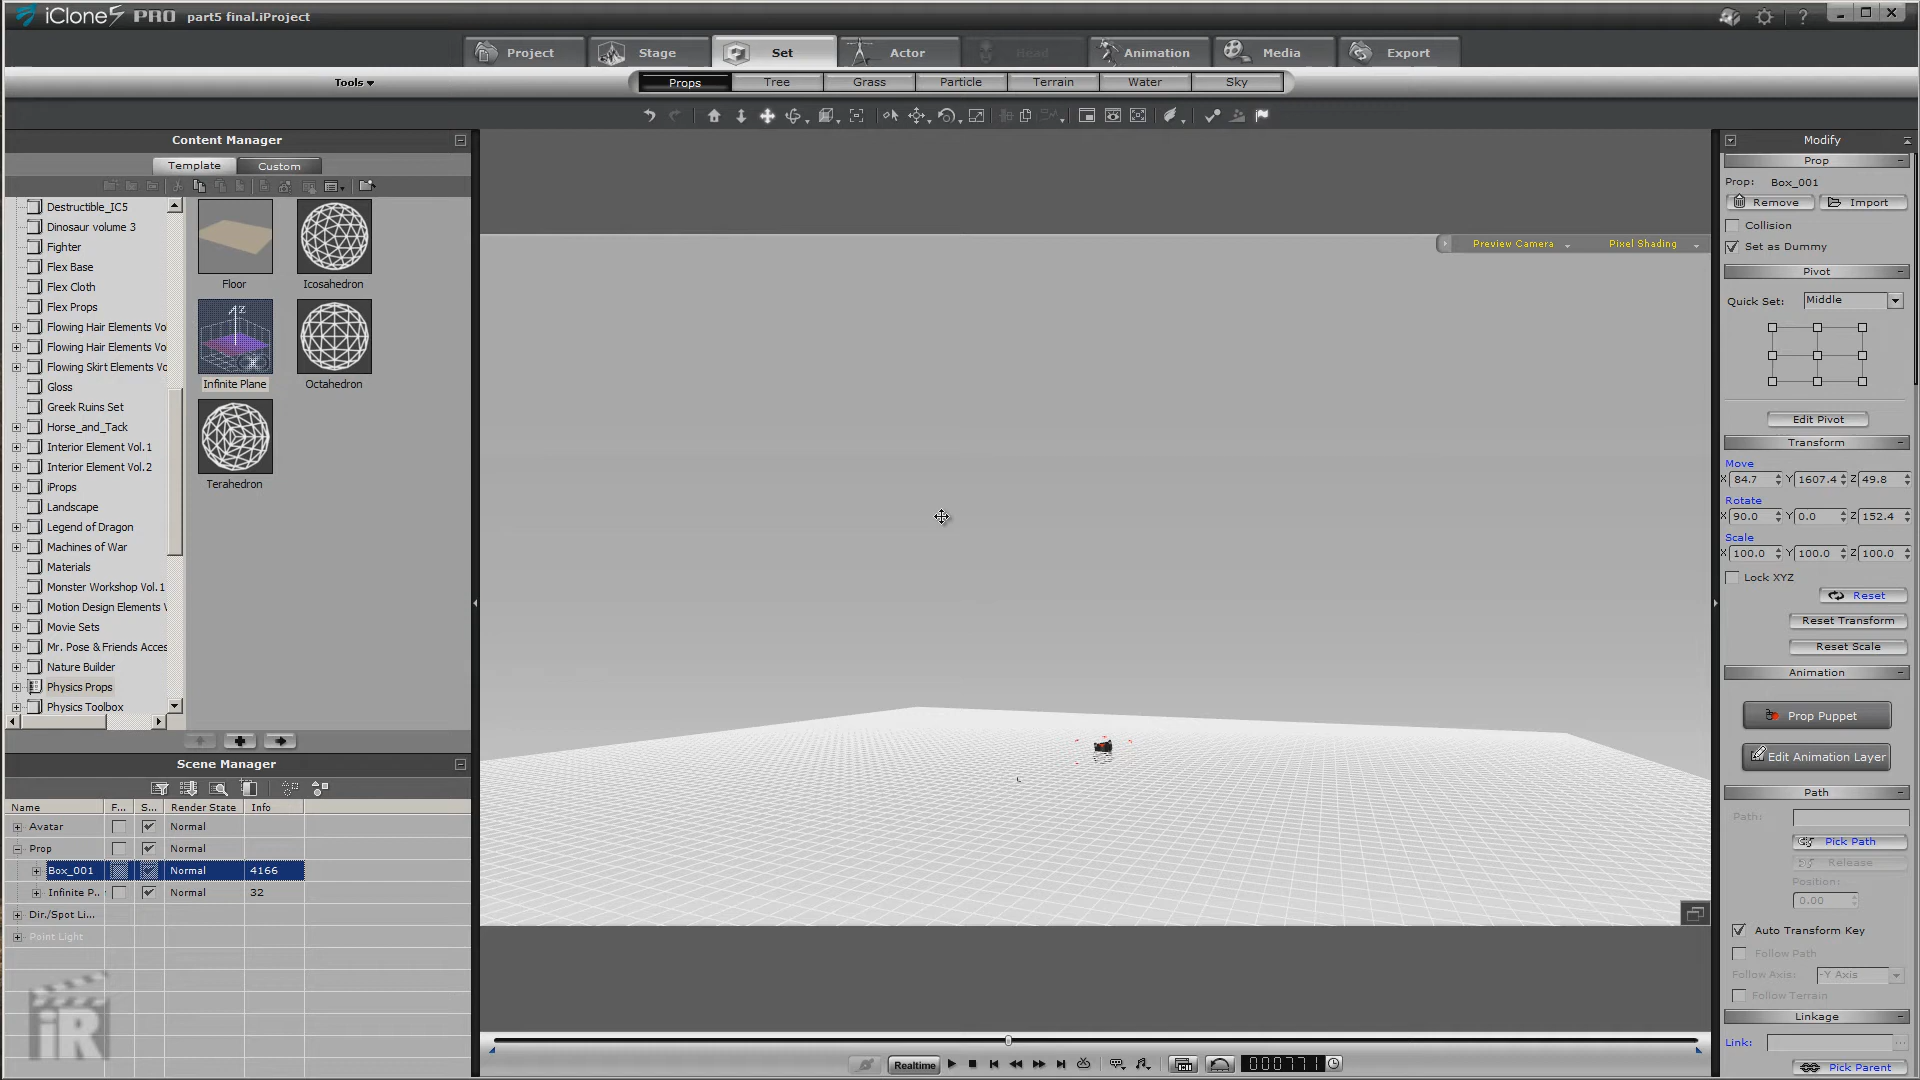 iClone5 PRO part5 final.iProject
Project Stage Set Actor Head Animation Media Export
Tools
Props Tree Grass Particle Terrain Water Sky
Content Manager
Template Custom
Destructible_IC5
Dinosaur volume 3
Fighter
Flex Base
Flex Cloth
Flex Props
Flowing Hair Elements Vo
Flowing Hair Elements Vo
Flowing Skirt Elements Vo
Gloss
Greek Ruins Set
Horse_and_Tack
Interior Element Vol.1
Interior Element Vol.2
iProps
Landscape
Legend of Dragon
Machines of War
Materials
Monster Workshop Vol.1
Motion Design Elements V
Movie Sets
Mr. Pose & Friends Acces
Nature Builder
Physics Props
Physics Toolbox
Floor Icosahedron
Infinite Plane Octahedron
Terahedron
Scene Manager
Name F... S... Render State Info
Avatar Normal
Prop Normal
Box_001 Normal 4166
Infinite P.. Normal 32
Dir./Spot Li...
Point Light
iR
Preview Camera Pixel Shading
Realtime 000771
Modify
Prop
Prop: Box_001
Remove Import
Collision
Set as Dummy
Pivot
Quick Set: Middle
Edit Pivot
Transform
Move
X 84.7 Y 1607.4 Z 49.8
Rotate
X 90.0 Y 0.0 Z 152.4
Scale
X 100.0 Y 100.0 Z 100.0
Lock XYZ
Reset
Reset Transform
Reset Scale
Animation
Prop Puppet
Edit Animation Layer
Path
Path:
Pick Path
Release
Position:
0.00
Auto Transform Key
Follow Path
Follow Axis: -Y Axis
Follow Terrain
Linkage
Link:
Pick Parent